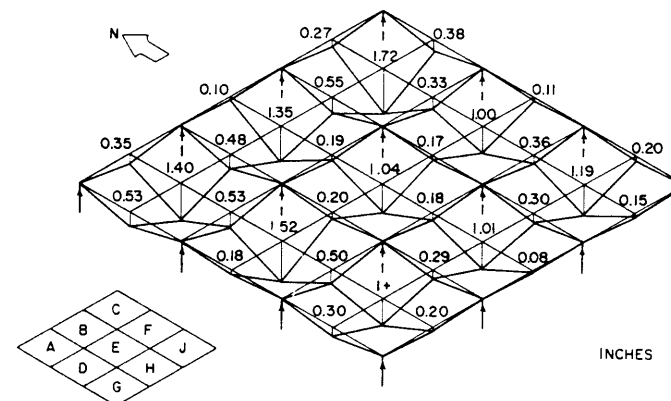 N
0.27 0.38
1.72
0.10 0.55 0.33 0.11
1.35 1.00
0.35 0.48 0.19 0.17 0.36 0.20
1.40 1.04 1.19
0.53 0.53 0.20 0.18 0.30 0.15
1.52 1.01
0.18 0.50 0.29 0.08
1+
0.30 0.20
C
B F
A E J
D H
G
INCHES